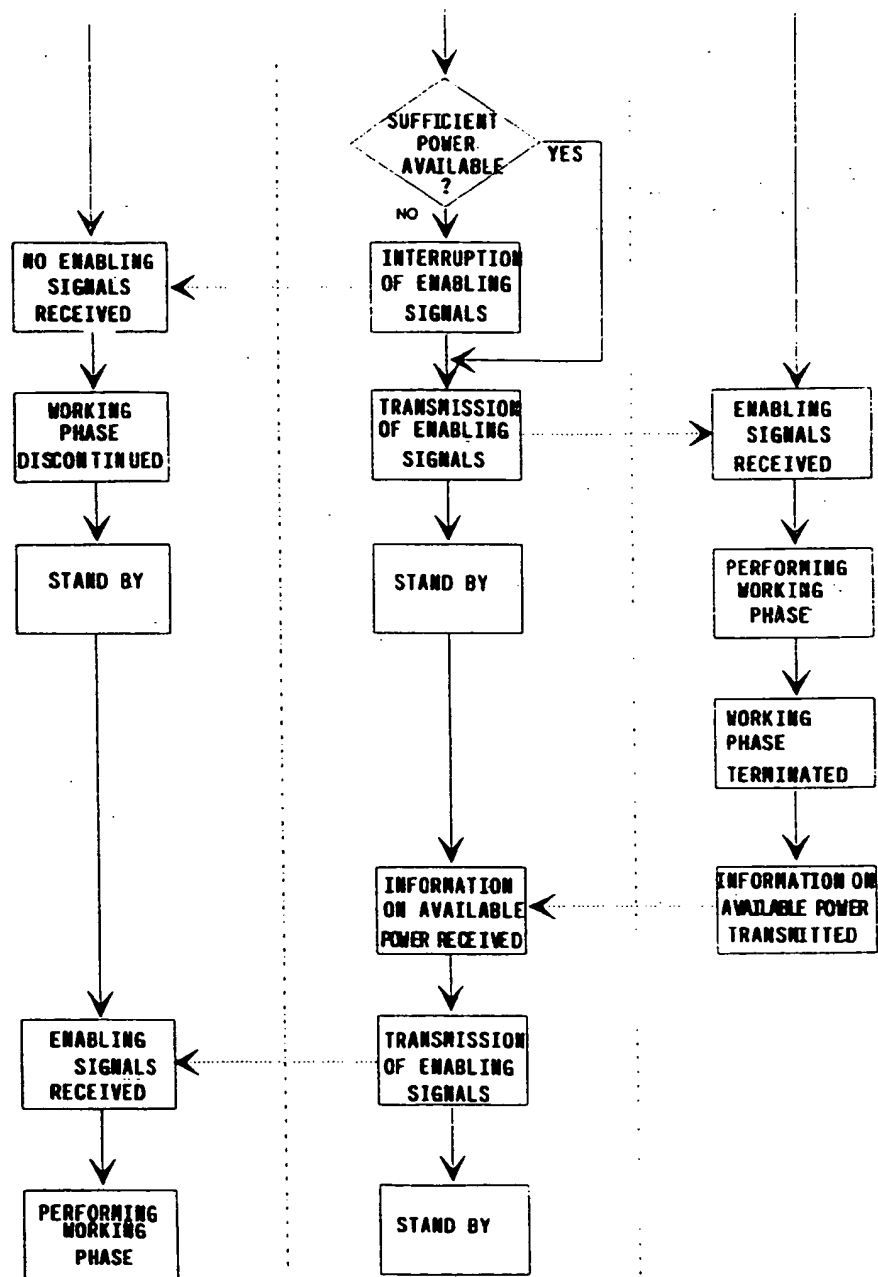 SUFFICIENT
POWER
AVAILABLE
?
YES
NO
NO ENABLING
SIGNALS
RECEIVED
INTERRUPTION
OF ENABLING
SIGNALS
WORKING
PHASE
DISCONTINUED
TRANSMISSION
OF ENABLING
SIGNALS
ENABLING
SIGNALS
RECEIVED
STAND BY
STAND BY
PERFORMING
WORKING
PHASE
WORKING
PHASE
TERMINATED
INFORMATION
ON AVAILABLE
POWER RECEIVED
INFORMATION ON
AVAILABLE POWER
TRANSMITTED
ENABLING
SIGNALS
RECEIVED
TRANSMISSION
OF ENABLING
SIGNALS
PERFORMING
WORKING
PHASE
STAND BY